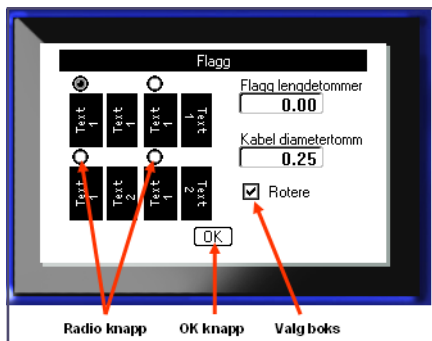 Flagg
Flagg lengdetommer
0.00
Text 1 Text 1 Text 1 Text 1
Kabel diametertomm
0.25
Text 1 Text 2 Text 1 Text 2
Rotere
OK
Radio knapp OK knapp Valg boks